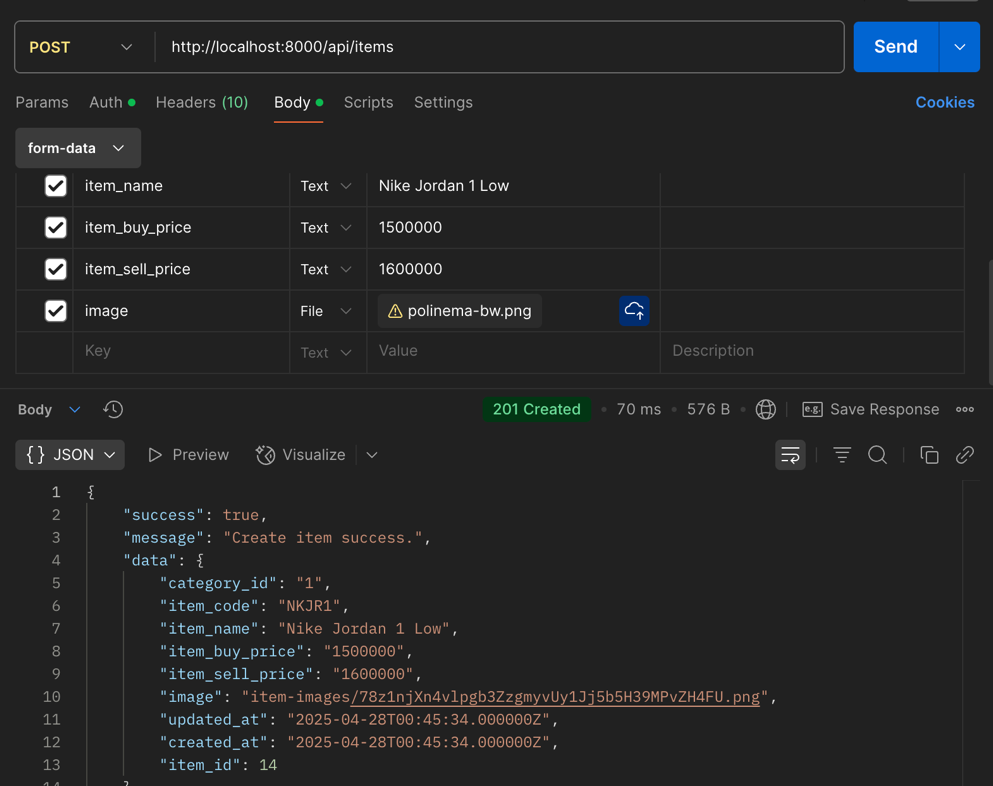 POST http://localhost:8000/api/items Send
Params Auth Headers (10) Body Scripts Settings Cookies
form-data
item_name Text Nike Jordan 1 Low
item_buy_price Text 1500000
item_sell_price Text 1600000
image File polinema-bw.png
Key Text Value Description
Body 201 Created • 70 ms • 576 B • e.g. Save Response
{} JSON Preview Visualize
1 {
2 "success": true,
3 "message": "Create item success.",
4 "data": {
5 "category_id": "1",
6 "item_code": "NKJR1",
7 "item_name": "Nike Jordan 1 Low",
8 "item_buy_price": "1500000",
9 "item_sell_price": "1600000",
10 "image": "item-images/78z1njXn4vlpgb3ZzgmyvUy1Jj5b5H39MPvZH4FU.png",
11 "updated_at": "2025-04-28T00:45:34.000000Z",
12 "created_at": "2025-04-28T00:45:34.000000Z",
13 "item_id": 14